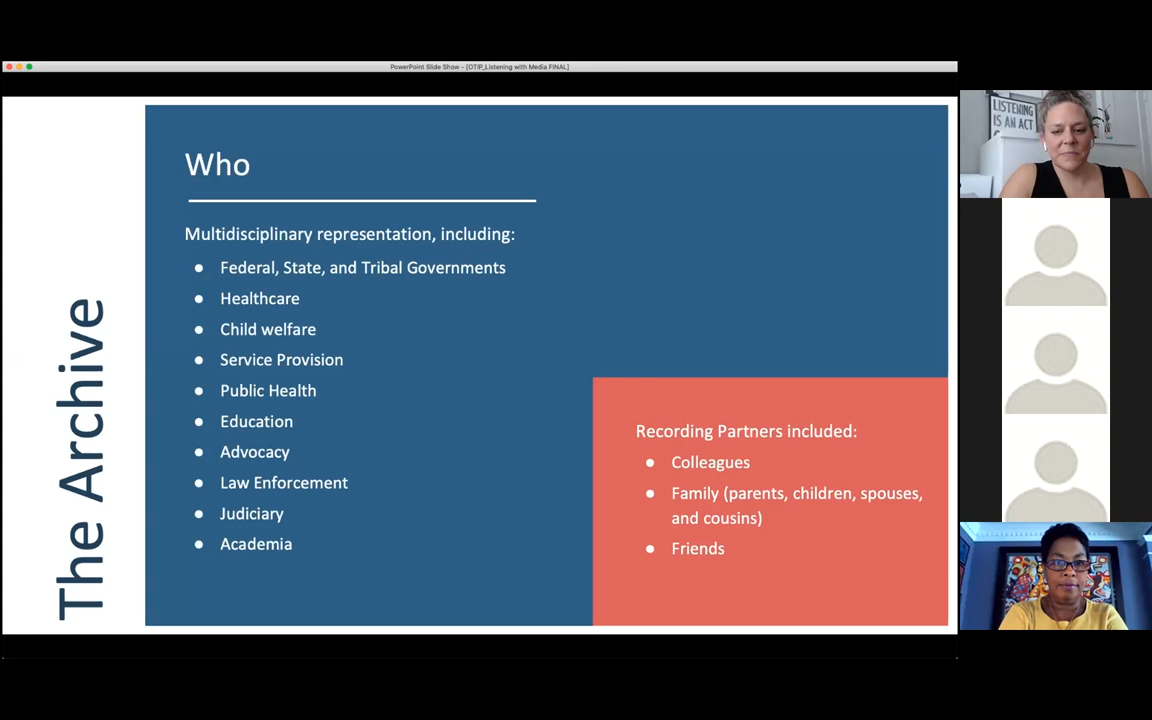 PowerPoint Slide Show - [OTIP_Listening with Media FINAL]
The Archive
Who
Multidisciplinary representation, including:
● Federal, State, and Tribal Governments
● Healthcare
● Child welfare
● Service Provision
● Public Health
● Education
● Advocacy
● Law Enforcement
● Judiciary
● Academia
Recording Partners included:
● Colleagues
● Family (parents, children, spouses,
and cousins)
● Friends
LISTENING
IS AN ACT